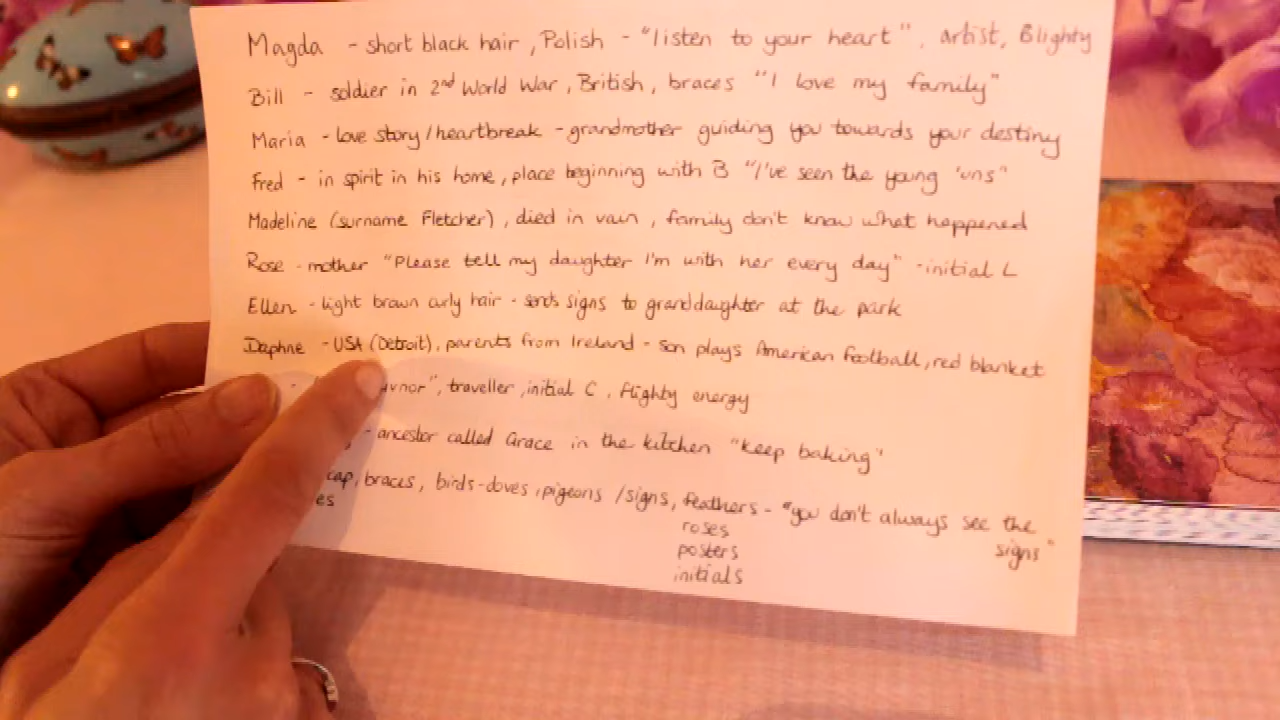 Magda - short black hair, Polish - "listen to your heart", artist, Blighty
Bill - soldier in 2nd World War, British, braces "I love my family"
Maria - love story/heartbreak - grandmother guiding you towards your destiny
Fred - in spirit in his home, place beginning with B "I've seen the young 'uns"
Madeline (surname Fletcher), died in vain, family don't know what happened
Rose - mother "Please tell my daughter I'm with her every day" - initial L
Ellen - light brown curly hair - sends signs to granddaughter at the park
Daphne - USA (Detroit), parents from Ireland - son plays American football, red blanket
traveller, initial C, flighty energy
- ancestor called Grace in the kitchen "keep baking"
cap, braces, birds-doves, pigeons /signs, feathers - "you don't always see the
roses
signs"
posters
initials